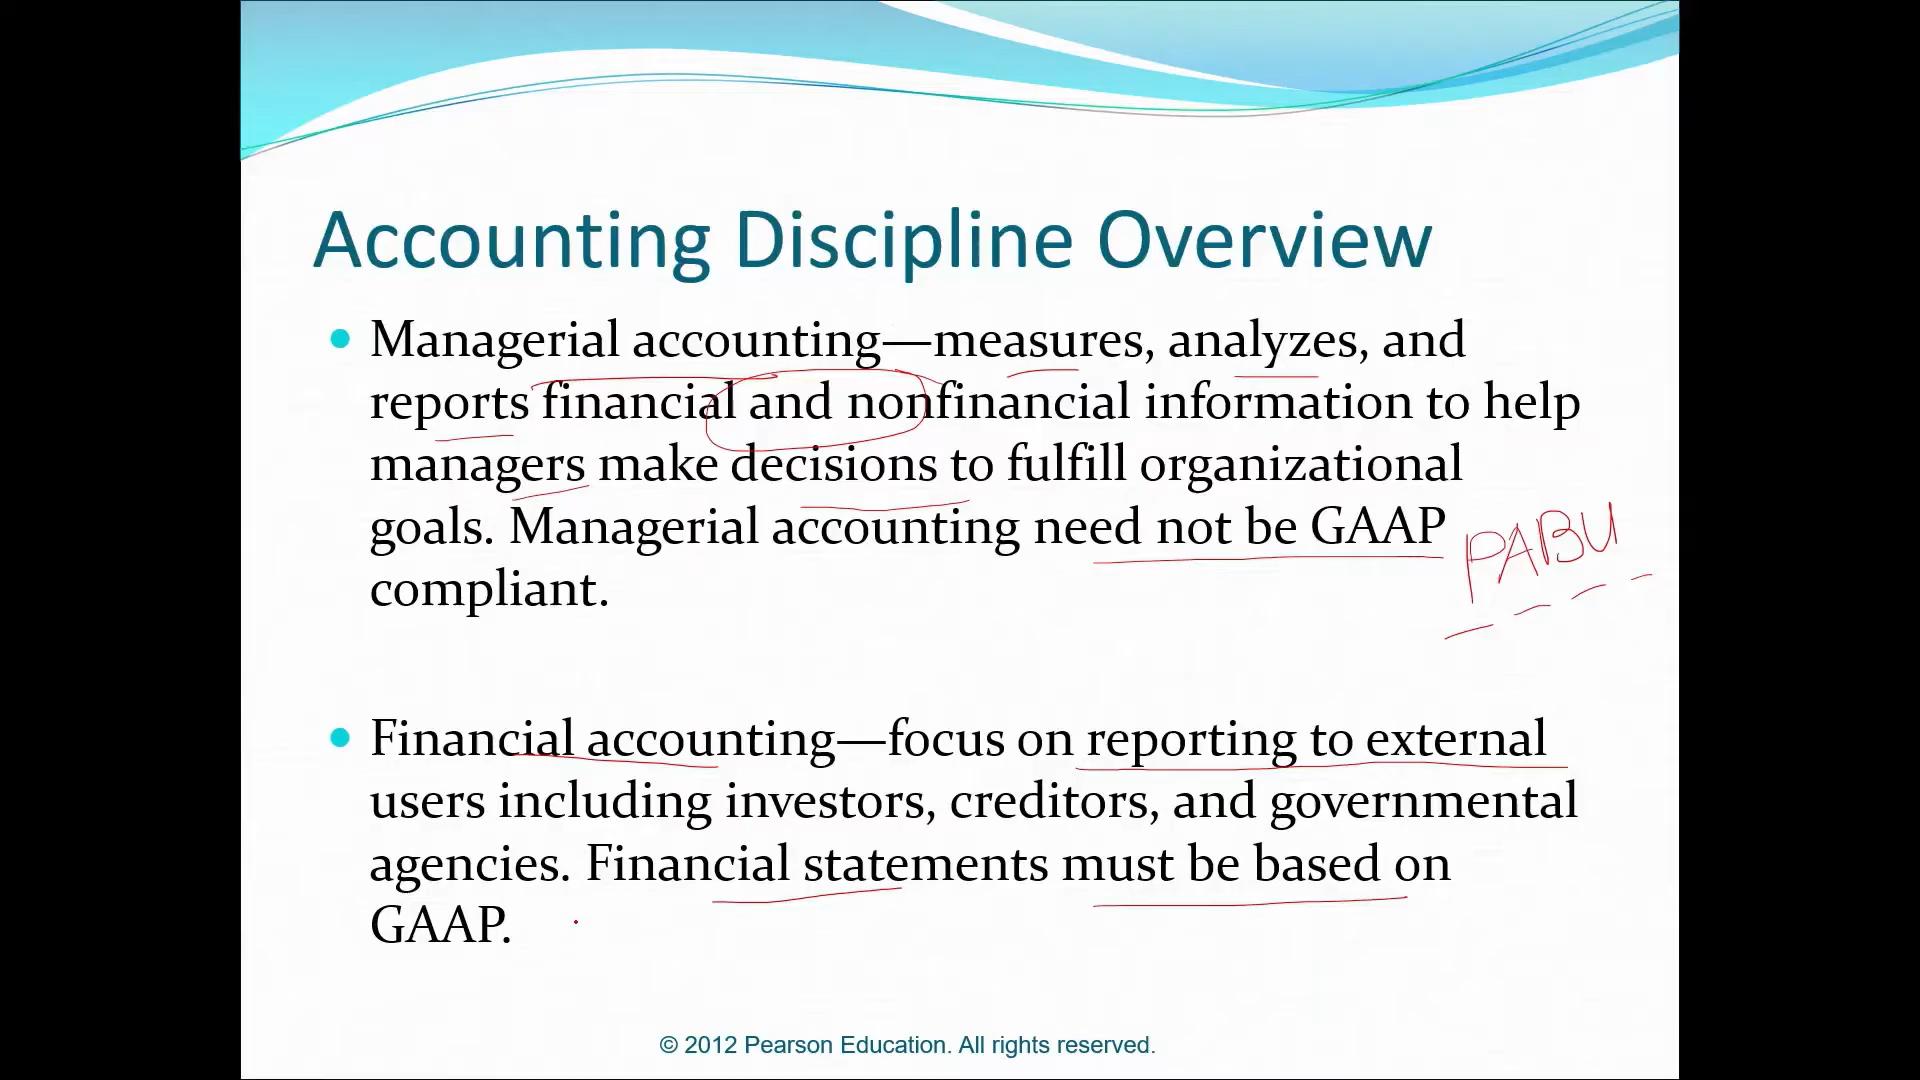 Accounting Discipline Overview
Managerial accounting—measures, analyzes, and
reports financial and nonfinancial information to help
managers make decisions to fulfill organizational
goals. Managerial accounting need not be GAAP
PABU
compliant.
Financial accounting—focus on reporting to external
users including investors, creditors, and governmental
agencies. Financial statements must be based on
GAAP.
© 2012 Pearson Education. All rights reserved.